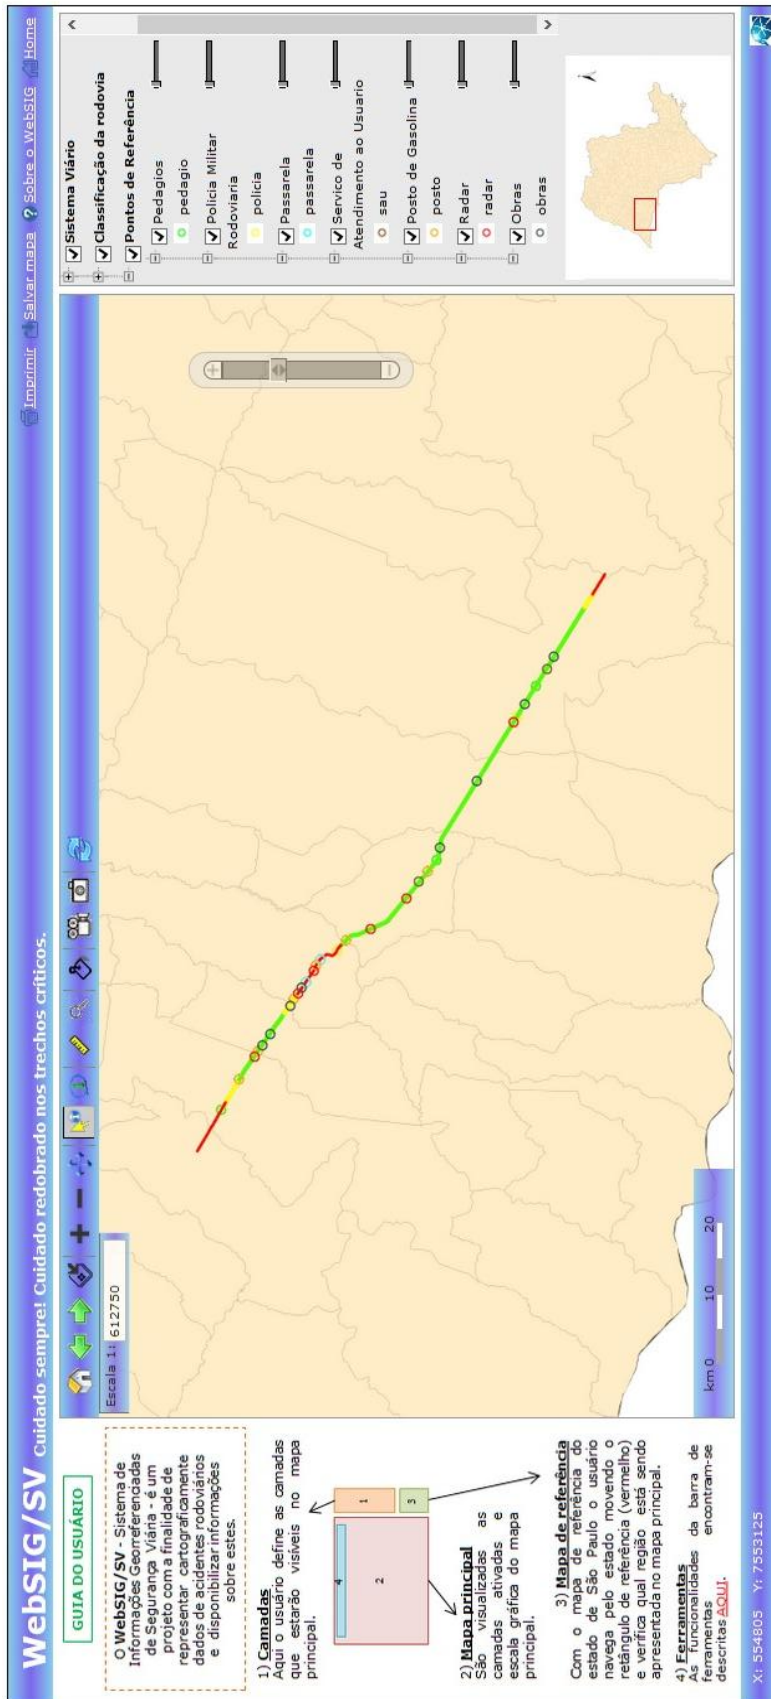 WebSIG/SV Cuidado sempre! Cuidado redobrado nos trechos críticos.
Imprimir Salvar mapa ? Sobre o WebSIG Home
GUIA DO USUÁRIO
O WebSIG/SV - Sistema de
Informações Georreferenciadas
de Segurança Viária - é um
projeto com a finalidade de
representar cartograficamente
dados de acidentes rodoviários
e disponibilizar informações
sobre estes.
1) Camadas
Aqui o usuário define as camadas
que estarão visíveis no mapa
principal.
4
2
1
3
2) Mapa principal
São visualizadas as
camadas ativadas e
escala gráfica do mapa
principal.
3) Mapa de referência
Com o mapa de referência do
estado de São Paulo o usuário
navega pelo estado movendo o
retângulo de referência (vermelho)
e verifica qual região está sendo
apresentada no mapa principal.
4) Ferramentas
As funcionalidades da barra de
ferramentas encontram-se
descritas AQUI.
Escala 1: 612750
km 0 10 20
Sistema Viário
Classificação da rodovia
Pontos de Referência
Pedagios
pedagio
Policia Militar
Rodoviaria
policia
Passarela
passarela
Servico de
Atendimento ao Usuario
sau
Posto de Gasolina
posto
Radar
radar
Obras
obras
X: 554805 Y: 7553125